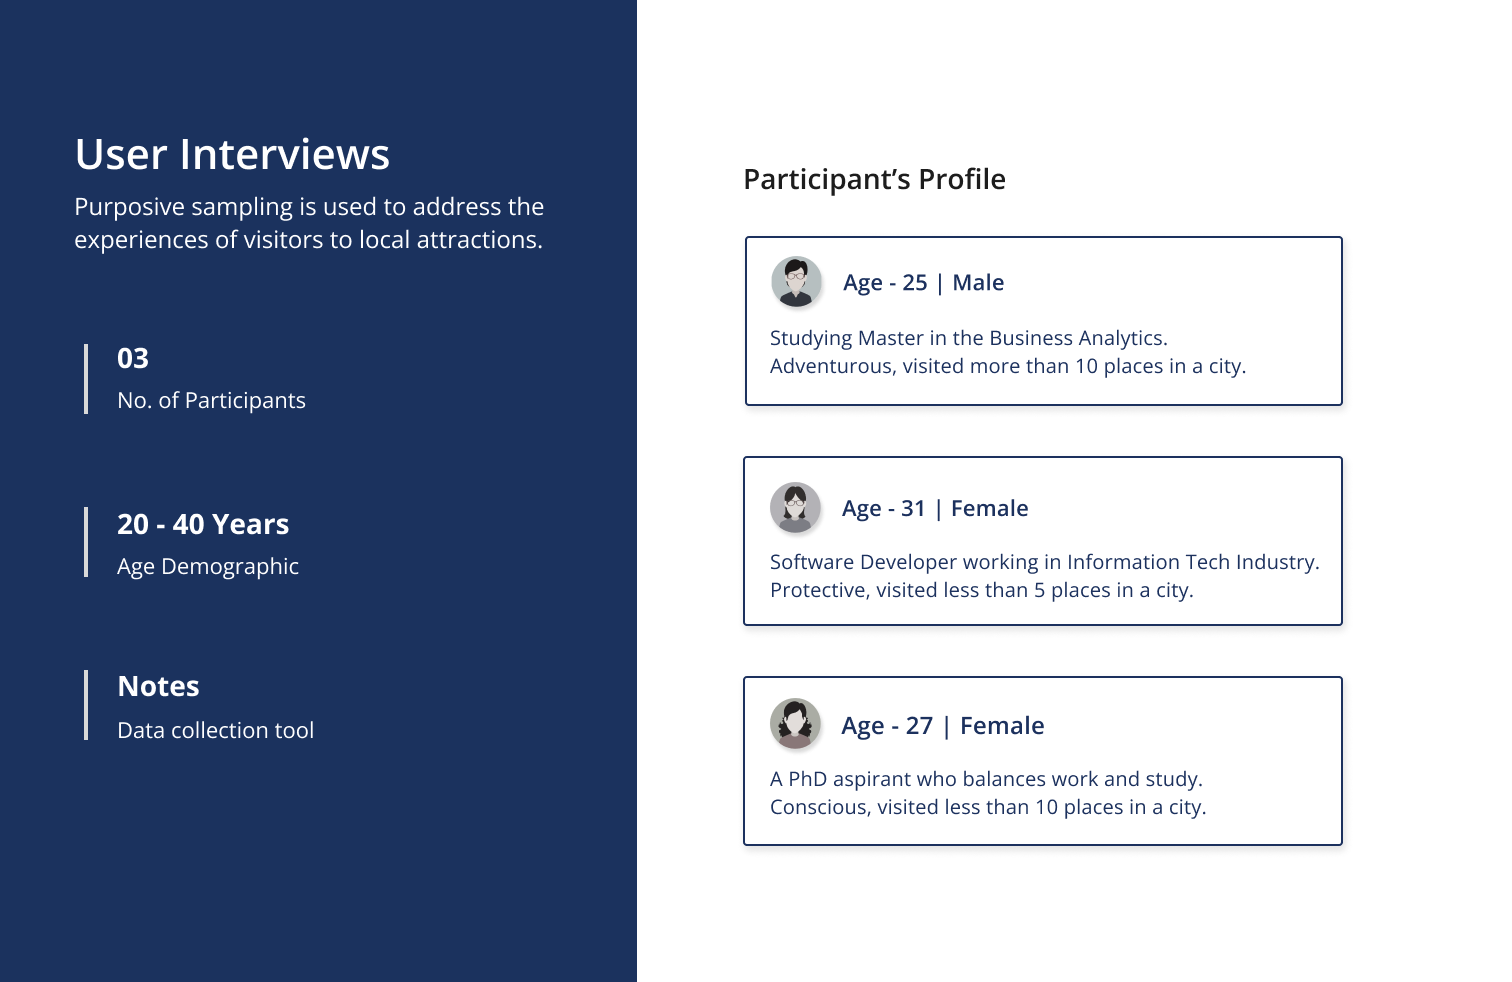 User Interviews
Purposive sampling is used to address the
experiences of visitors to local attractions.
03
No. of Participants
20 - 40 Years
Age Demographic
Notes
Data collection tool
Participant’s Profile
Age - 25 | Male
Studying Master in the Business Analytics.
Adventurous, visited more than 10 places in a city.
Age - 31 | Female
Software Developer working in Information Tech Industry.
Protective, visited less than 5 places in a city.
Age - 27 | Female
A PhD aspirant who balances work and study.
Conscious, visited less than 10 places in a city.